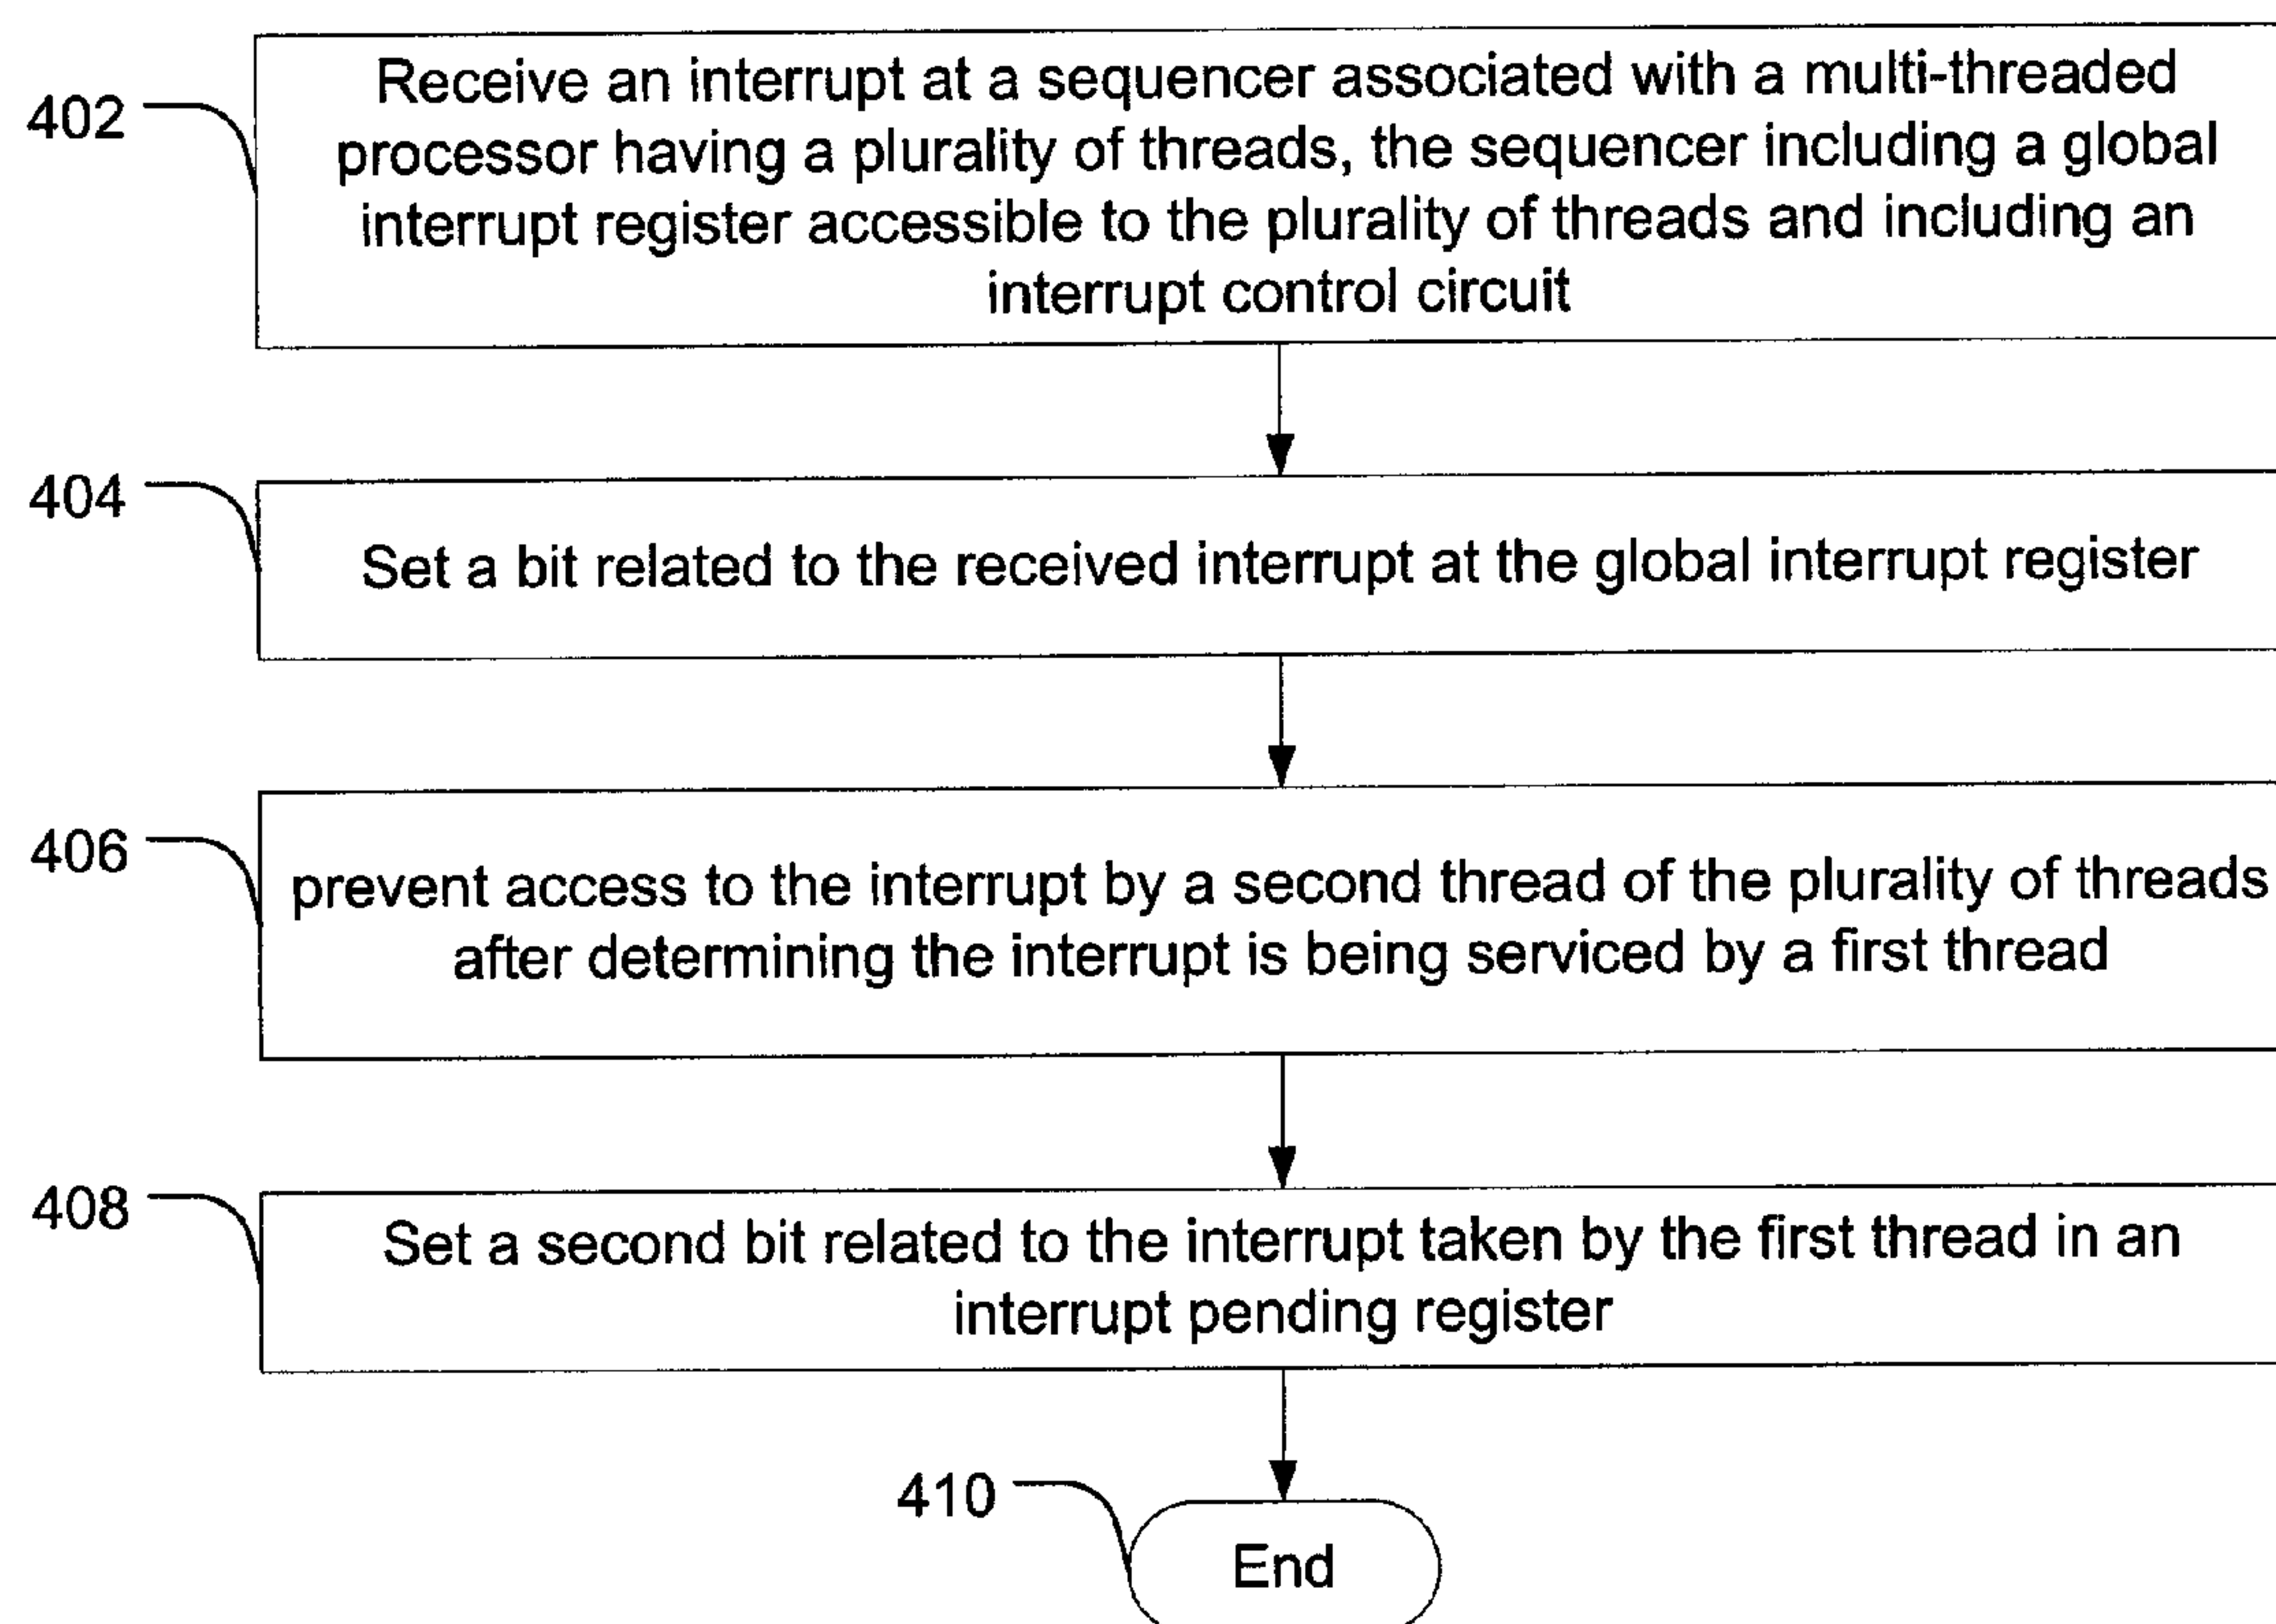 402
Receive an interrupt at a sequencer associated with a multi-threaded
processor having a plurality of threads, the sequencer including a global
interrupt register accessible to the plurality of threads and including an
interrupt control circuit
404
Set a bit related to the received interrupt at the global interrupt register
406
prevent access to the interrupt by a second thread of the plurality of threads
after determining the interrupt is being serviced by a first thread
408
Set a second bit related to the interrupt taken by the first thread in an
interrupt pending register
410
End